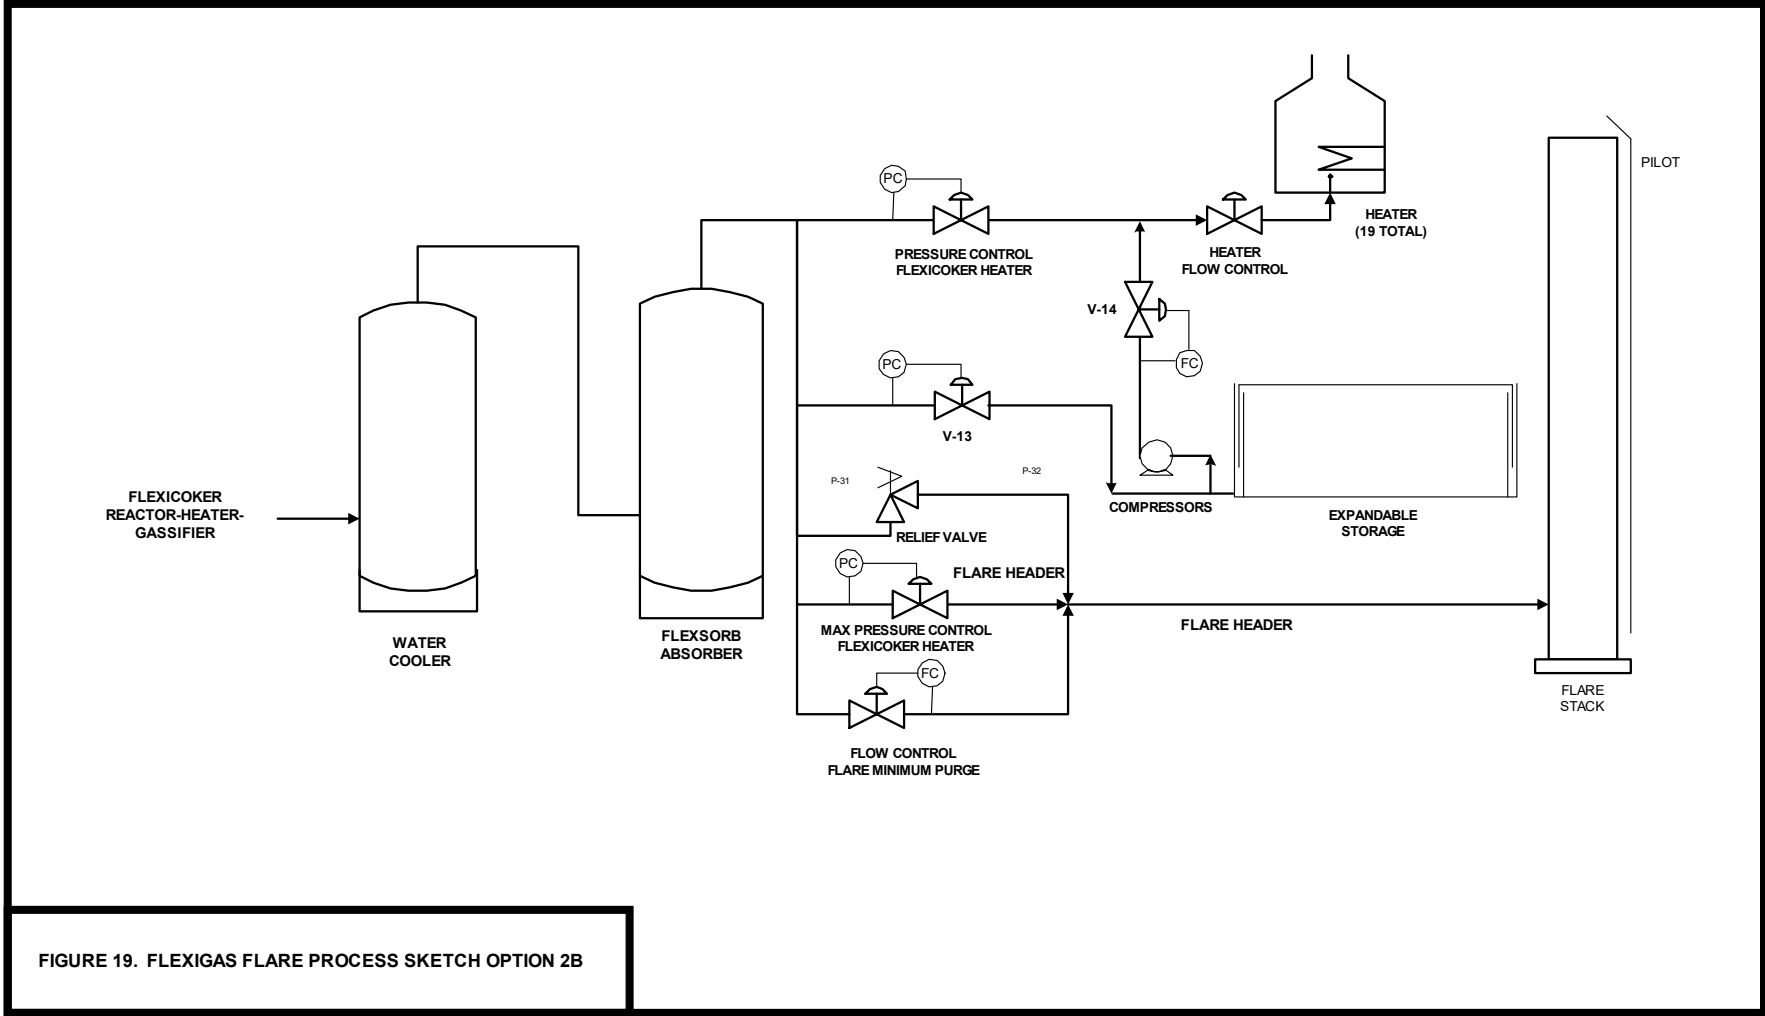 PILOT
PC
HEATER
(19 TOTAL)
PRESSURE CONTROL
FLEXICOKER HEATER
HEATER
FLOW CONTROL
V-14
FC
PC
V-13
P-31
P-32
FLEXICOKER
REACTOR-HEATER-
GASSIFIER
COMPRESSORS
EXPANDABLE
STORAGE
RELIEF VALVE
PC
FLARE HEADER
MAX PRESSURE CONTROL
FLEXICOKER HEATER
FLARE HEADER
WATER
COOLER
FLEXSORB
ABSORBER
FC
FLARE
STACK
FLOW CONTROL
FLARE MINIMUM PURGE
FIGURE 19. FLEXIGAS FLARE PROCESS SKETCH OPTION 2B